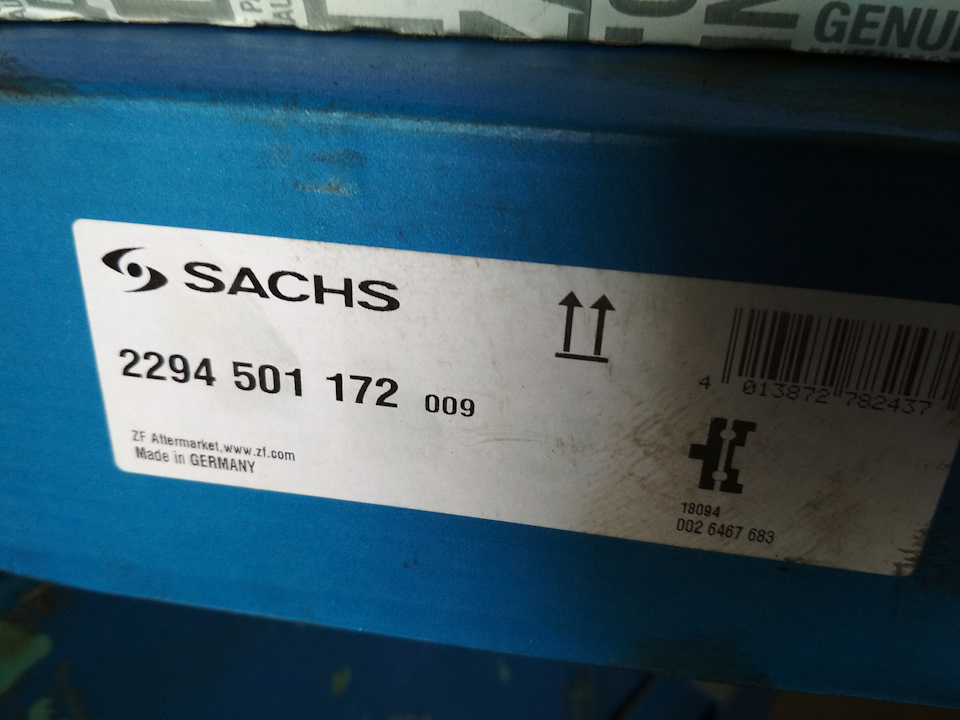 GENUI
SACHS
2294 501 172 009
ZF Aftermarket,www.zf.com
Made in GERMANY
4 013872 782437
18094
002 6467 683